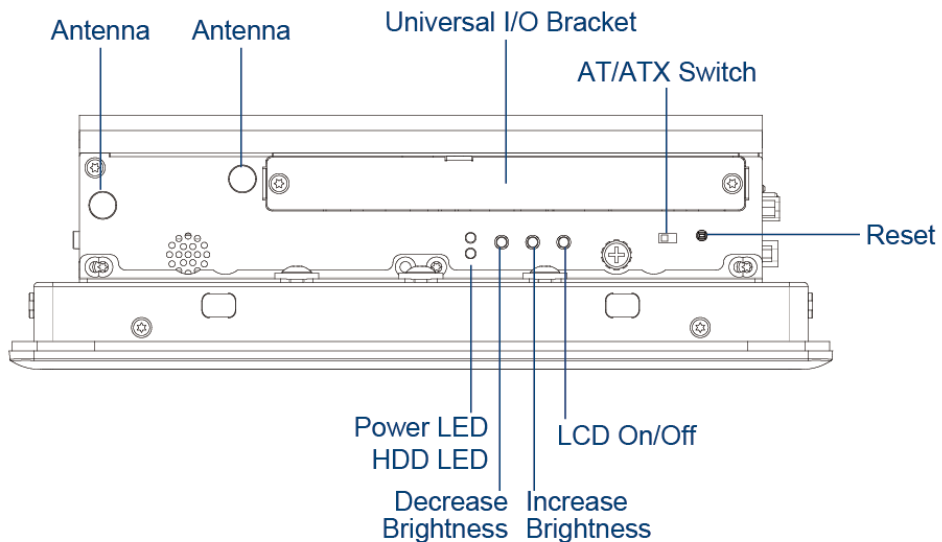 Antenna
Antenna
Universal I/O Bracket
AT/ATX Switch
Reset
Power LED
HDD LED
LCD On/Off
Decrease
Brightness
Increase
Brightness